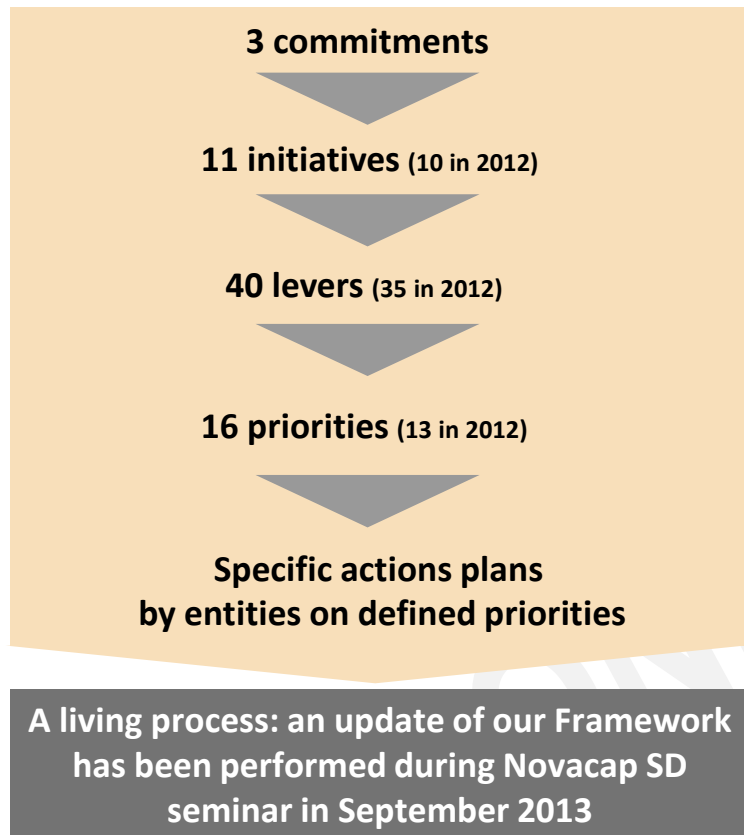 3 commitments
11 initiatives (10 in 2012)
40 levers (35 in 2012)
16 priorities (13 in 2012)
Specific actions plans
by entities on defined priorities
A living process: an update of our Framework
has been performed during Novacap SD
seminar in September 2013